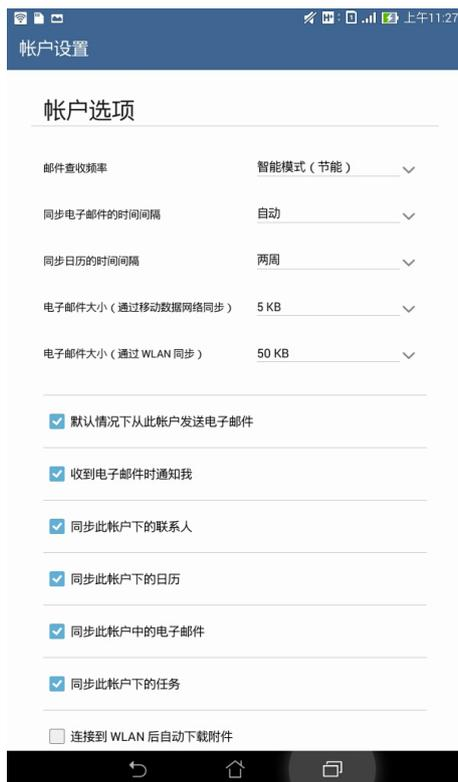 上午11:27
帐户设置
帐户选项
邮件查收频率 智能模式（节能）
同步电子邮件的时间间隔 自动
同步日历的时间间隔 两周
电子邮件大小（通过移动数据网络同步） 5 KB
电子邮件大小（通过 WLAN 同步） 50 KB
默认情况下从此帐户发送电子邮件
收到电子邮件时通知我
同步此帐户下的联系人
同步此帐户下的日历
同步此帐户中的电子邮件
同步此帐户下的任务
连接到 WLAN 后自动下载附件